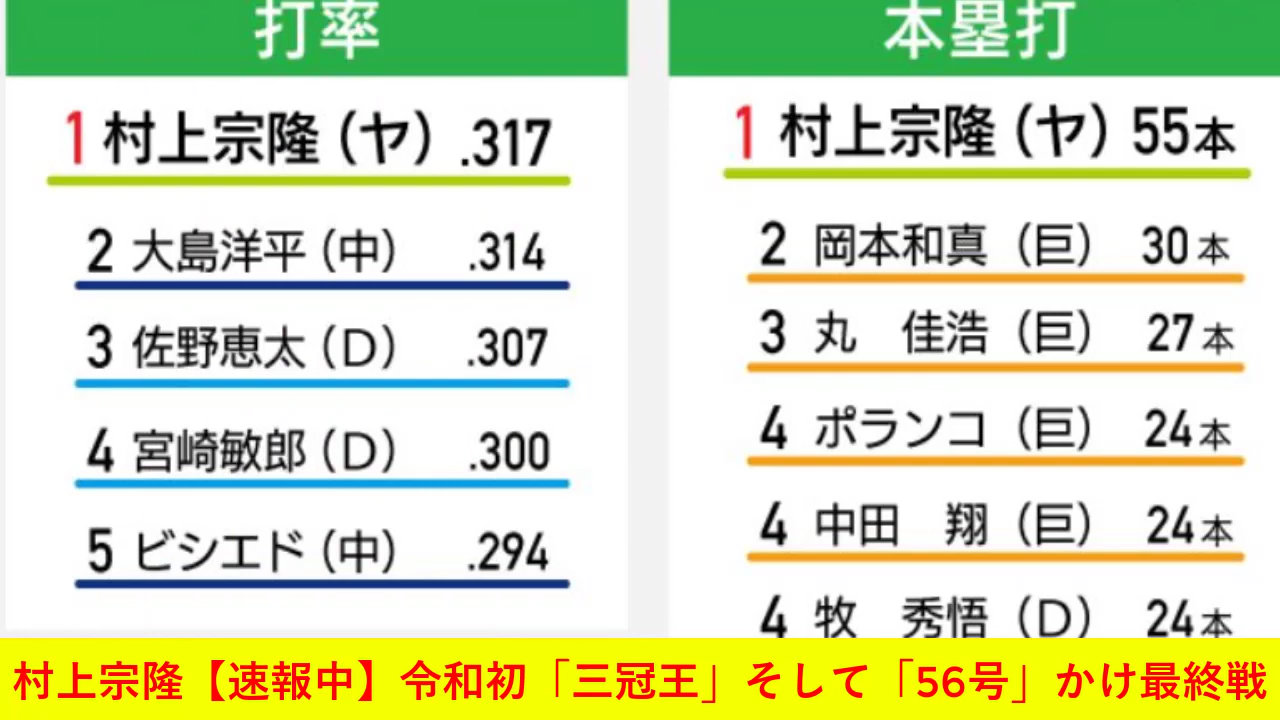 打率
1 村上宗隆（ヤ） .317
2 大島洋平（中） .314
3 佐野恵太（D） .307
4 宮崎敏郎（D） .300
5 ビシエド（中） .294
本塁打
1 村上宗隆（ヤ） 55本
2 岡本和真（巨） 30本
3 丸　佳浩（巨） 27本
4 ポランコ（巨） 24本
4 中田　翔（巨） 24本
4 牧　秀悟（D） 24本
村上宗隆【速報中】令和初「三冠王」そして「56号」かけ最終戦